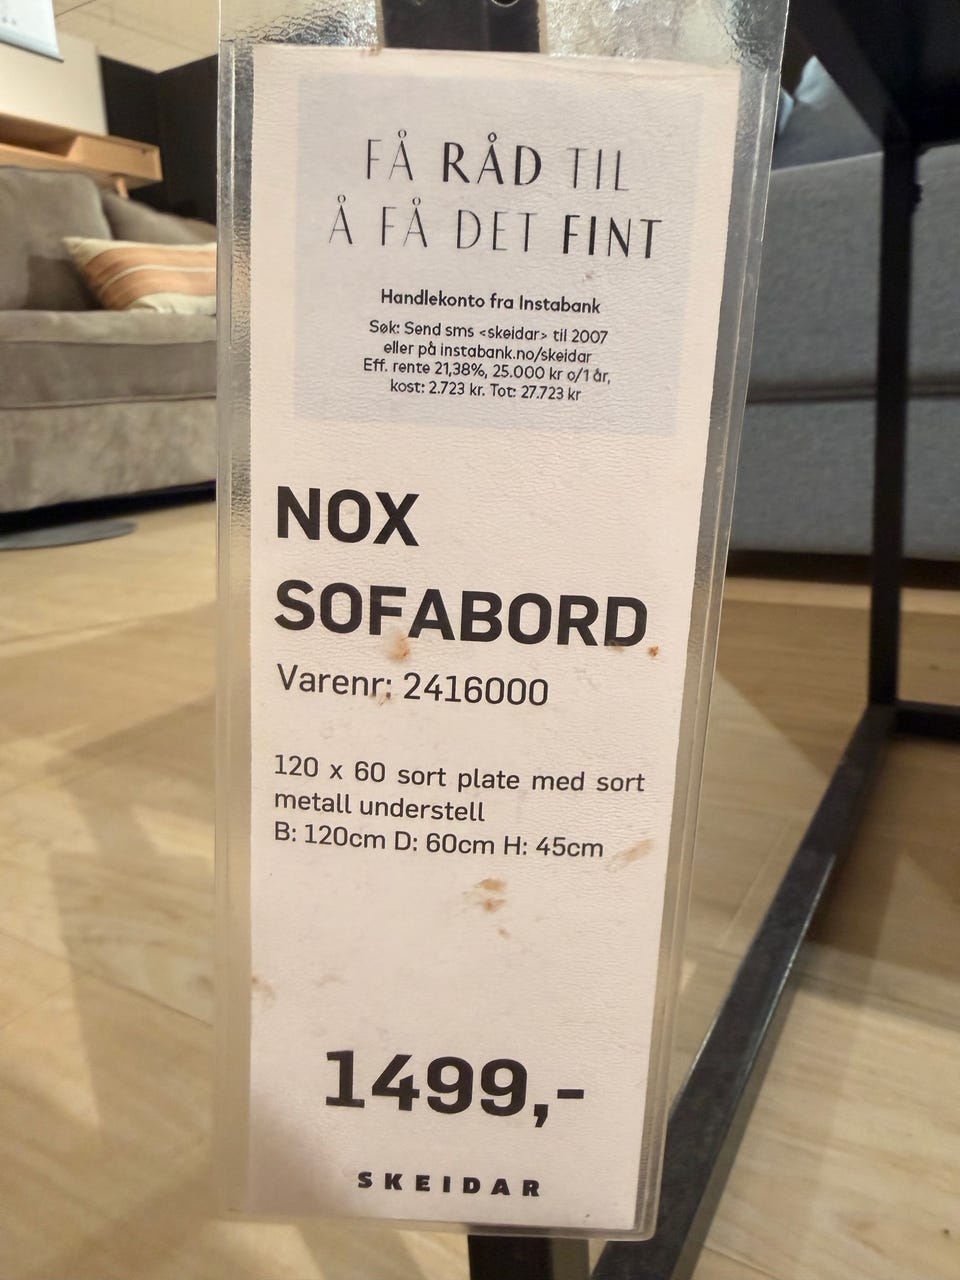 FÅ RÅD TIL
Å FÅ DET FINT
Handlekonto fra Instabank
Søk: Send sms <skeidar> til 2007
eller på instabank.no/skeidar
Eff. rente 21,38%, 25.000 kr o/1 år,
kost: 2.723 kr. Tot: 27.723 kr
NOX
SOFABORD
Varenr: 2416000
120 x 60 sort plate med sort
metall understell
B: 120cm D: 60cm H: 45cm
1499,-
SKEIDAR